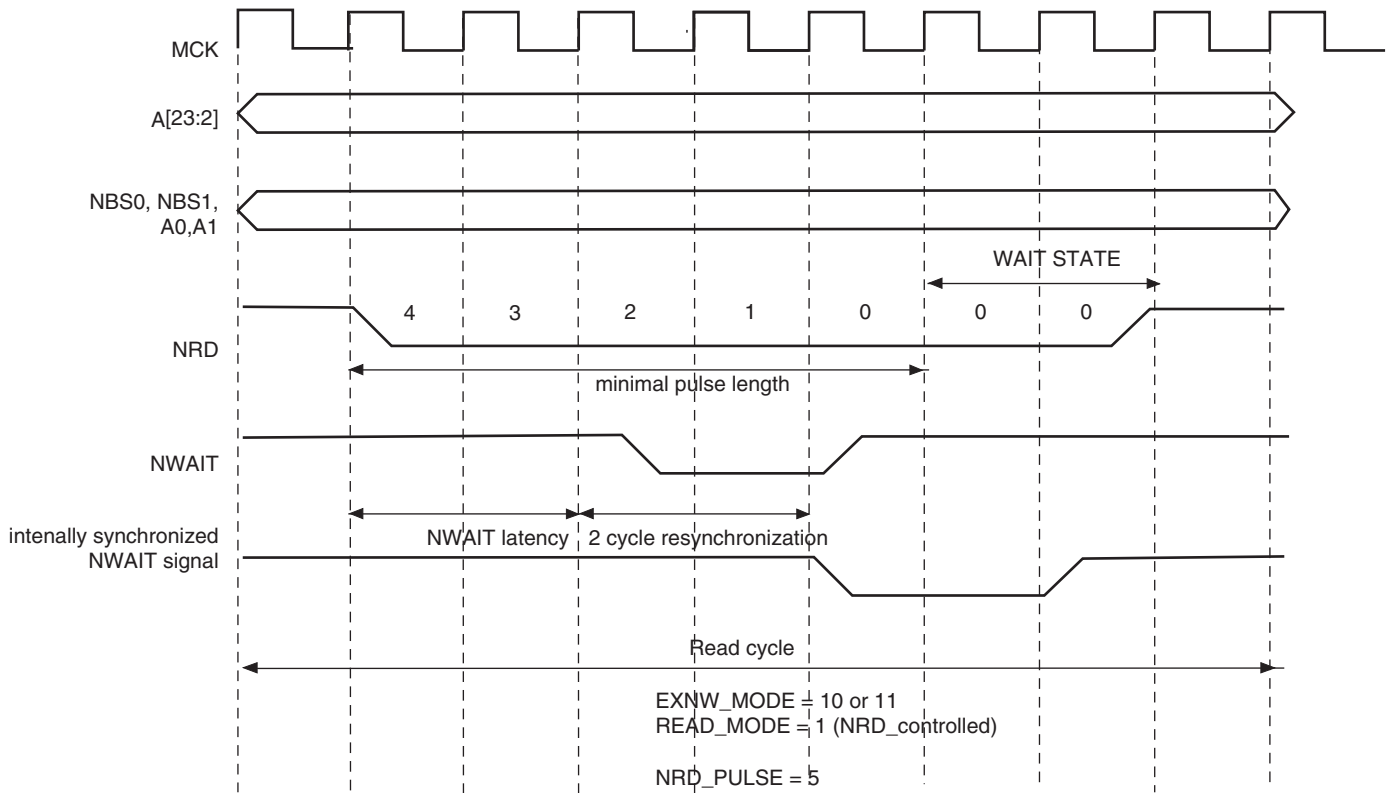 MCK
A[23:2]
NBS0, NBS1,
A0,A1
WAIT STATE
4 3 2 1 0 0 0
NRD
minimal pulse length
NWAIT
intenally synchronized
NWAIT signal
NWAIT latency 2 cycle resynchronization
Read cycle
EXNW_MODE = 10 or 11
READ_MODE = 1 (NRD_controlled)
NRD_PULSE = 5